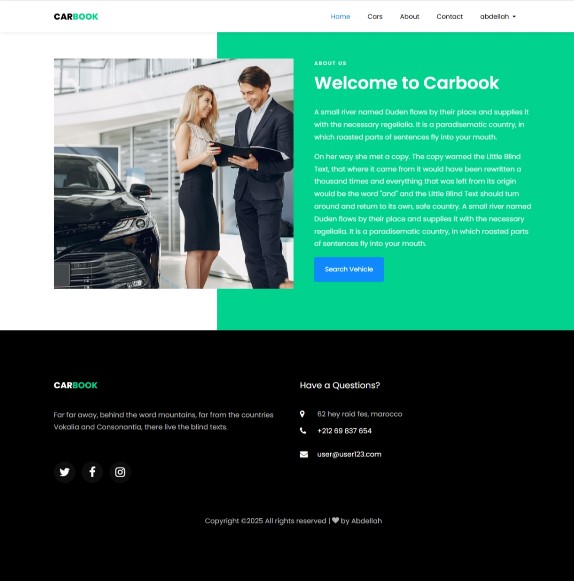 CARBOOK
Home Cars About Contact abdellah
ABOUT US
Welcome to Carbook
A small river named Duden flows by their place and supplies it
with the necessary regelialia. It is a paradisematic country, in
which roasted parts of sentences fly into your mouth.
On her way she met a copy. The copy warned the Little Blind
Text, that where it came from it would have been rewritten a
thousand times and everything that was left from its origin
would be the word "and" and the Little Blind Text should turn
around and return to its own, safe country. A small river named
Duden flows by their place and supplies it with the necessary
regelialia. It is a paradisematic country, in which roasted parts
of sentences fly into your mouth.
Search Vehicle
CARBOOK
Far far away, behind the word mountains, far from the countries
Vokalia and Consonantia, there live the blind texts.
Have a Questions?
62 hey raid fes, marocco
+212 69 837 654
user@user123.com
Copyright ©2025 All rights reserved | by Abdellah